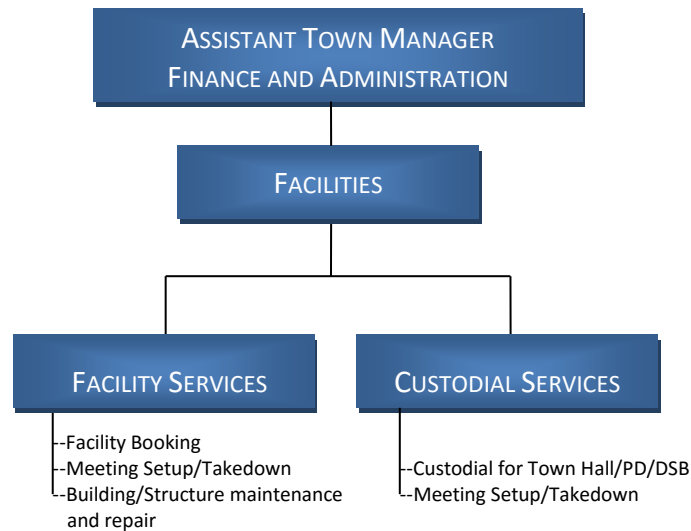 ASSISTANT TOWN MANAGER
FINANCE AND ADMINISTRATION
FACILITIES
FACILITY SERVICES
CUSTODIAL SERVICES
--Facility Booking
--Meeting Setup/Takedown
--Building/Structure maintenance
and repair
--Custodial for Town Hall/PD/DSB
--Meeting Setup/Takedown